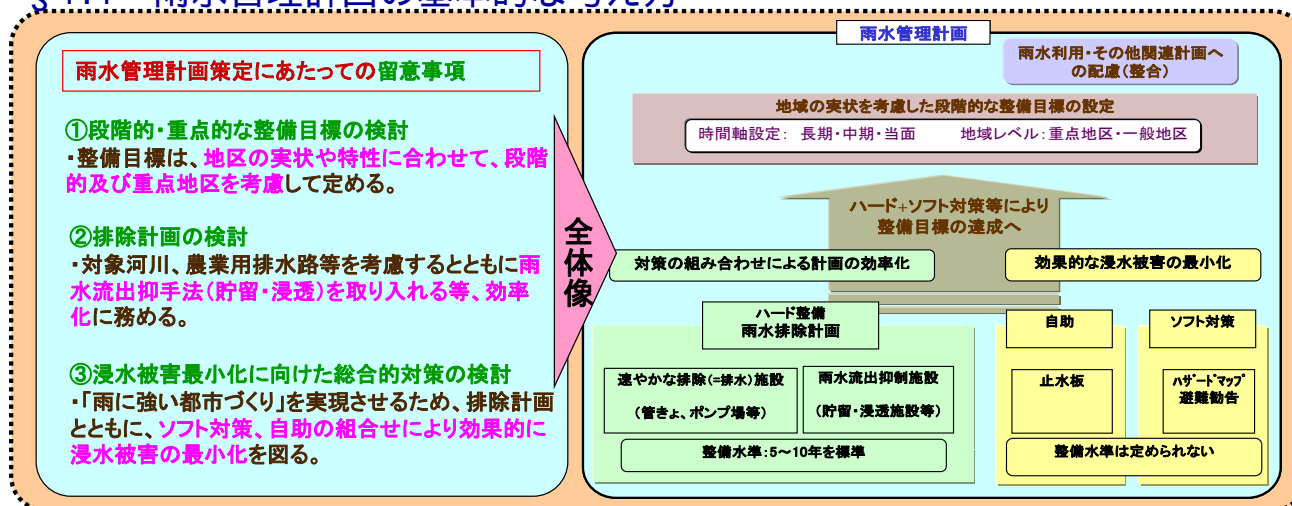 雨水管理計画策定にあたっての留意事項
①段階的・重点的な整備目標の検討
・整備目標は、地区の実状や特性に合わせて、段階
的及び重点地区を考慮して定める。
②排除計画の検討
・対象河川、農業用排水路等を考慮するとともに雨
水流出抑手法(貯留・浸透)を取り入れる等、効率
化に務める。
③浸水被害最小化に向けた総合的対策の検討
・「雨に強い都市づくり」を実現させるため、排除計画
とともに、ソフト対策、自助の組合せにより効果的に
浸水被害の最小化を図る。
全体像
雨水管理計画
雨水利用・その他関連計画へ
の配慮(整合)
地域の実状を考慮した段階的な整備目標の設定
時間軸設定: 長期・中期・当面 地域レベル:重点地区・一般地区
ハード+ソフト対策等により
整備目標の達成へ
対策の組み合わせによる計画の効率化
効果的な浸水被害の最小化
ハード整備
雨水排除計画
速やかな排除(=排水)施設
(管きょ、ポンプ場等)
雨水流出抑制施設
(貯留・浸透施設等)
整備水準:5~10年を標準
自助
止水板
ソフト対策
ハザードマップ
避難勧告
整備水準は定められない